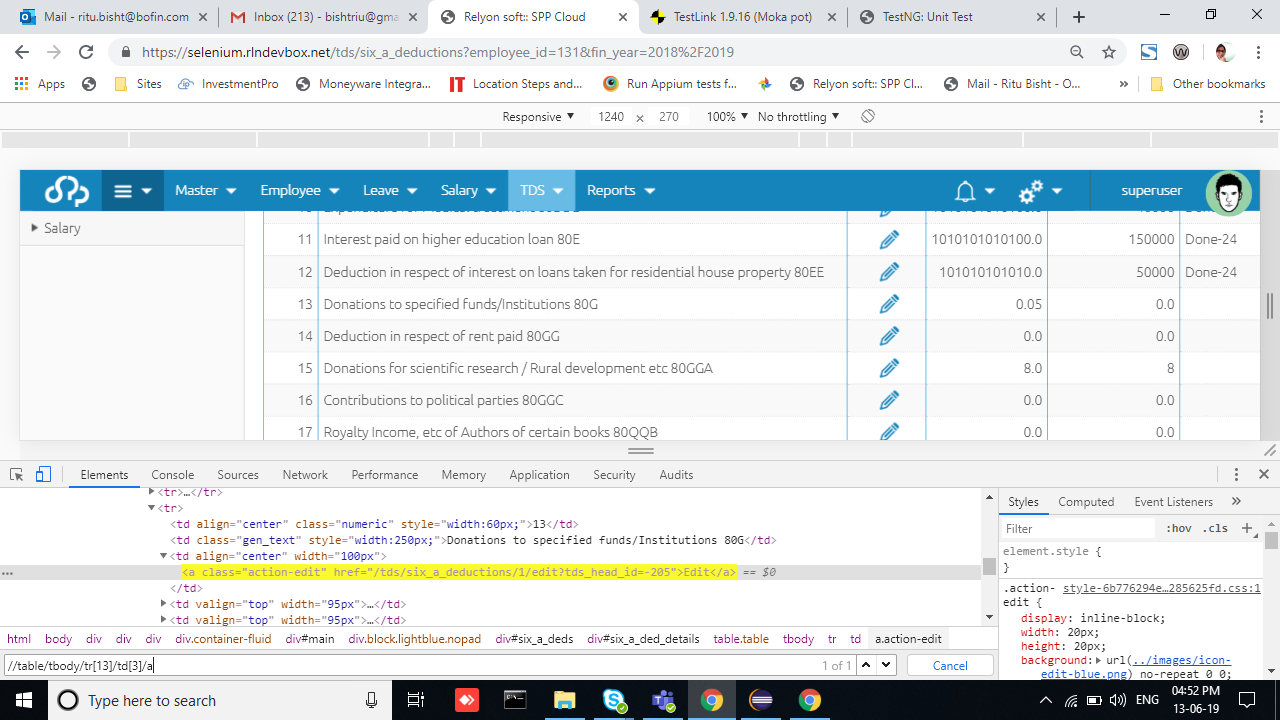 Mail - ritu.bisht@bofin.com
Inbox (213) - bishtriu@gma
Relyon soft:: SPP Cloud
TestLink 1.9.16 (Moka pot)
TestNG: Unit Test
https://selenium.rlndevbox.net/tds/six_a_deductions?employee_id=131&fin_year=2018%2F2019
Apps
Sites
InvestmentPro
Moneyware Integra...
Location Steps and...
Run Appium tests f...
Relyon soft:: SPP Cl...
Mail - Ritu Bisht - O...
»
Other bookmarks
Responsive ▼ 1240 x 270 100% ▼ No throttling ▼
Master Employee Leave Salary TDS Reports superuser
Salary
11 Interest paid on higher education loan 80E 1010101010100.0 150000 Done-24
12 Deduction in respect of interest on loans taken for residential house property 80EE 101010101010.0 50000 Done-24
13 Donations to specified funds/Institutions 80G 0.05 0.0
14 Deduction in respect of rent paid 80GG 0.0 0.0
15 Donations for scientific research / Rural development etc 80GGA 8.0 8
16 Contributions to political parties 80GGC 0.0 0.0
17 Royalty Income, etc of Authors of certain books 80QQB 0.0 0.0
Elements Console Sources Network Performance Memory Application Security Audits
<tr>…</tr>
<tr>
<td align="center" class="numeric" style="width:60px;">13</td>
<td class="gen_text" style="width:250px;">Donations to specified funds/Institutions 80G</td>
<td align="center" width="100px">
<a class="action-edit" href="/tds/six_a_deductions/1/edit?tds_head_id=-205">Edit</a> == $0
</td>
<td valign="top" width="95px">…</td>
<td valign="top" width="95px">…</td>
html body div div div div.container-fluid div#main div.block.lightblue.nopad div#six_a_deds div#six_a_ded_details table.table tbody tr td a.action-edit
//table/tbody/tr[13]/td[3]/a
1 of 1
Cancel
Styles Computed Event Listeners »
Filter :hov .cls +
element.style {
}
.action-edit { style-6b776294e…285625fd.css:1
display: inline-block;
width: 20px;
height: 20px;
background: url(../images/icon-edit-blue.png) no-repeat 0 0;
Type here to search
ENG
04:52 P
13-06-19